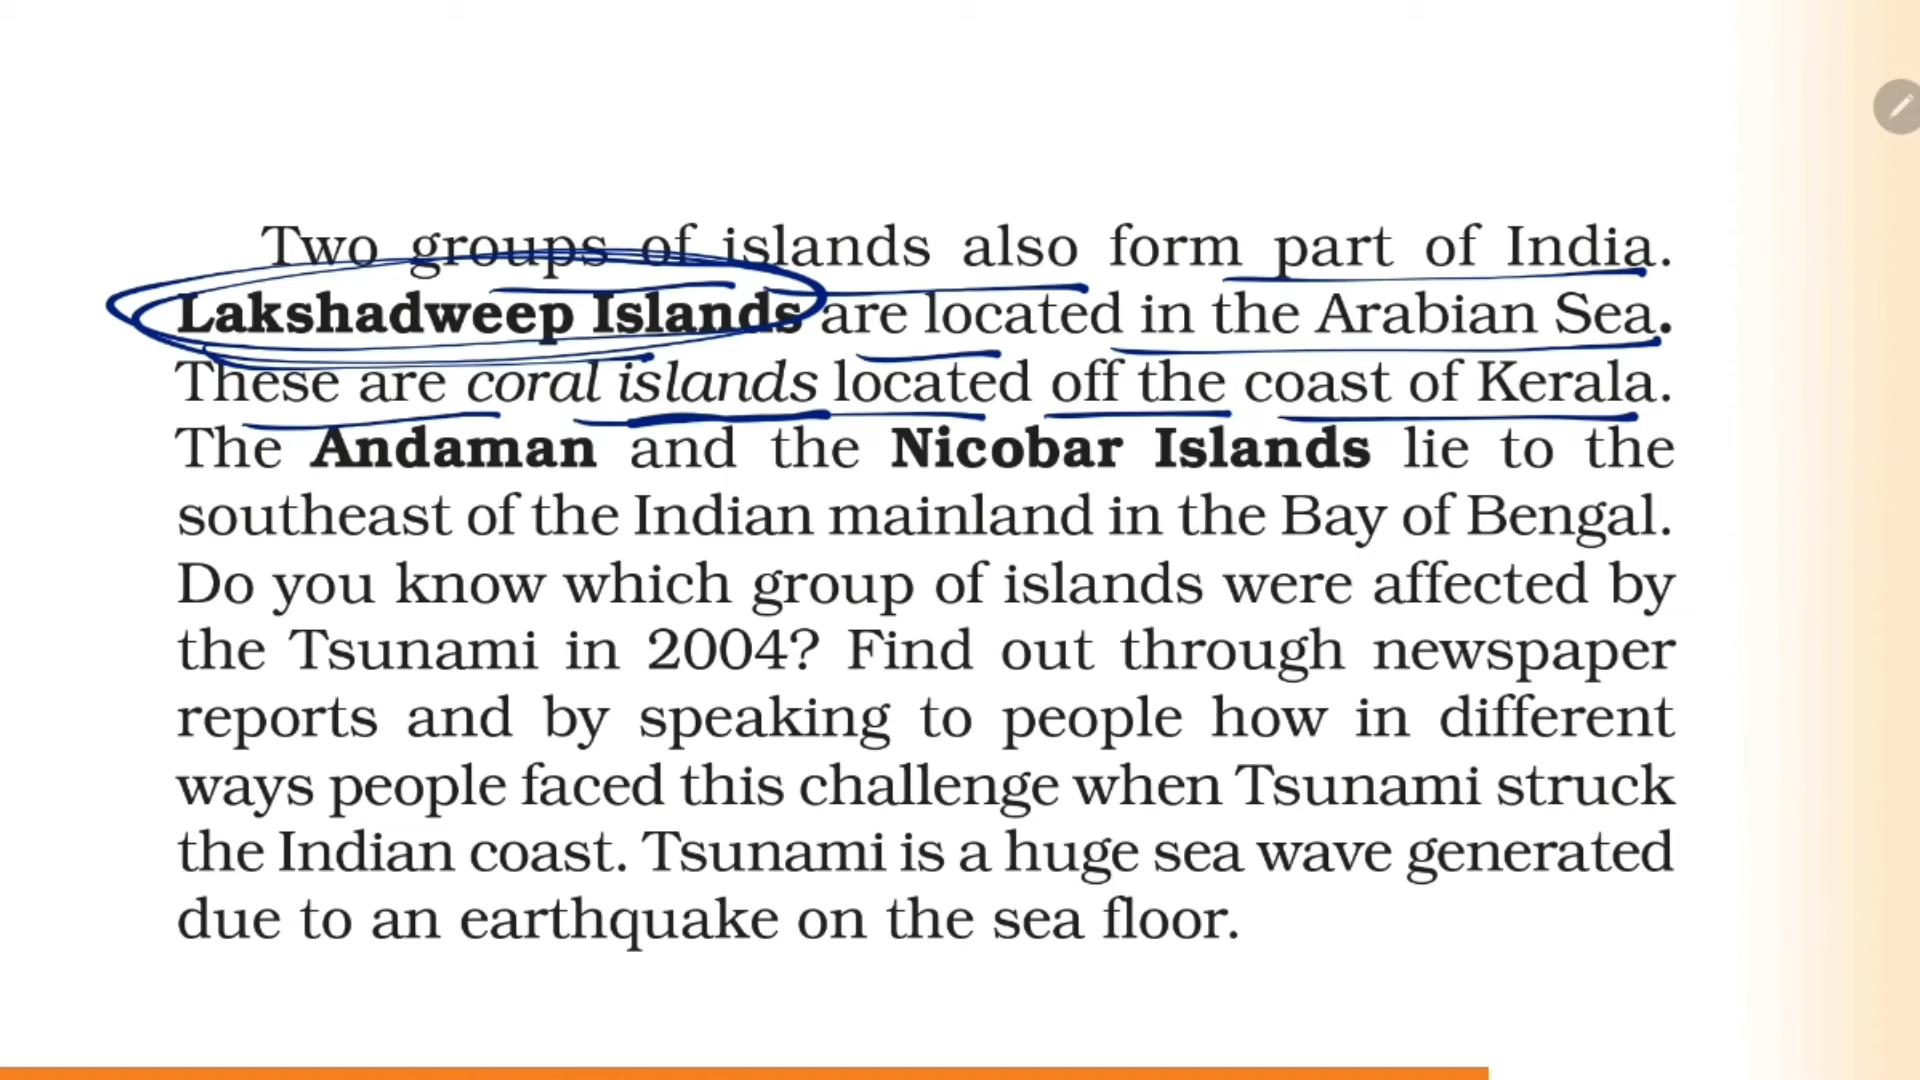 Two groups of islands also form part of India.
Lakshadweep Islands are located in the Arabian Sea.
These are coral islands located off the coast of Kerala.
The Andaman and the Nicobar Islands lie to the
southeast of the Indian mainland in the Bay of Bengal.
Do you know which group of islands were affected by
the Tsunami in 2004? Find out through newspaper
reports and by speaking to people how in different
ways people faced this challenge when Tsunami struck
the Indian coast. Tsunami is a huge sea wave generated
due to an earthquake on the sea floor.